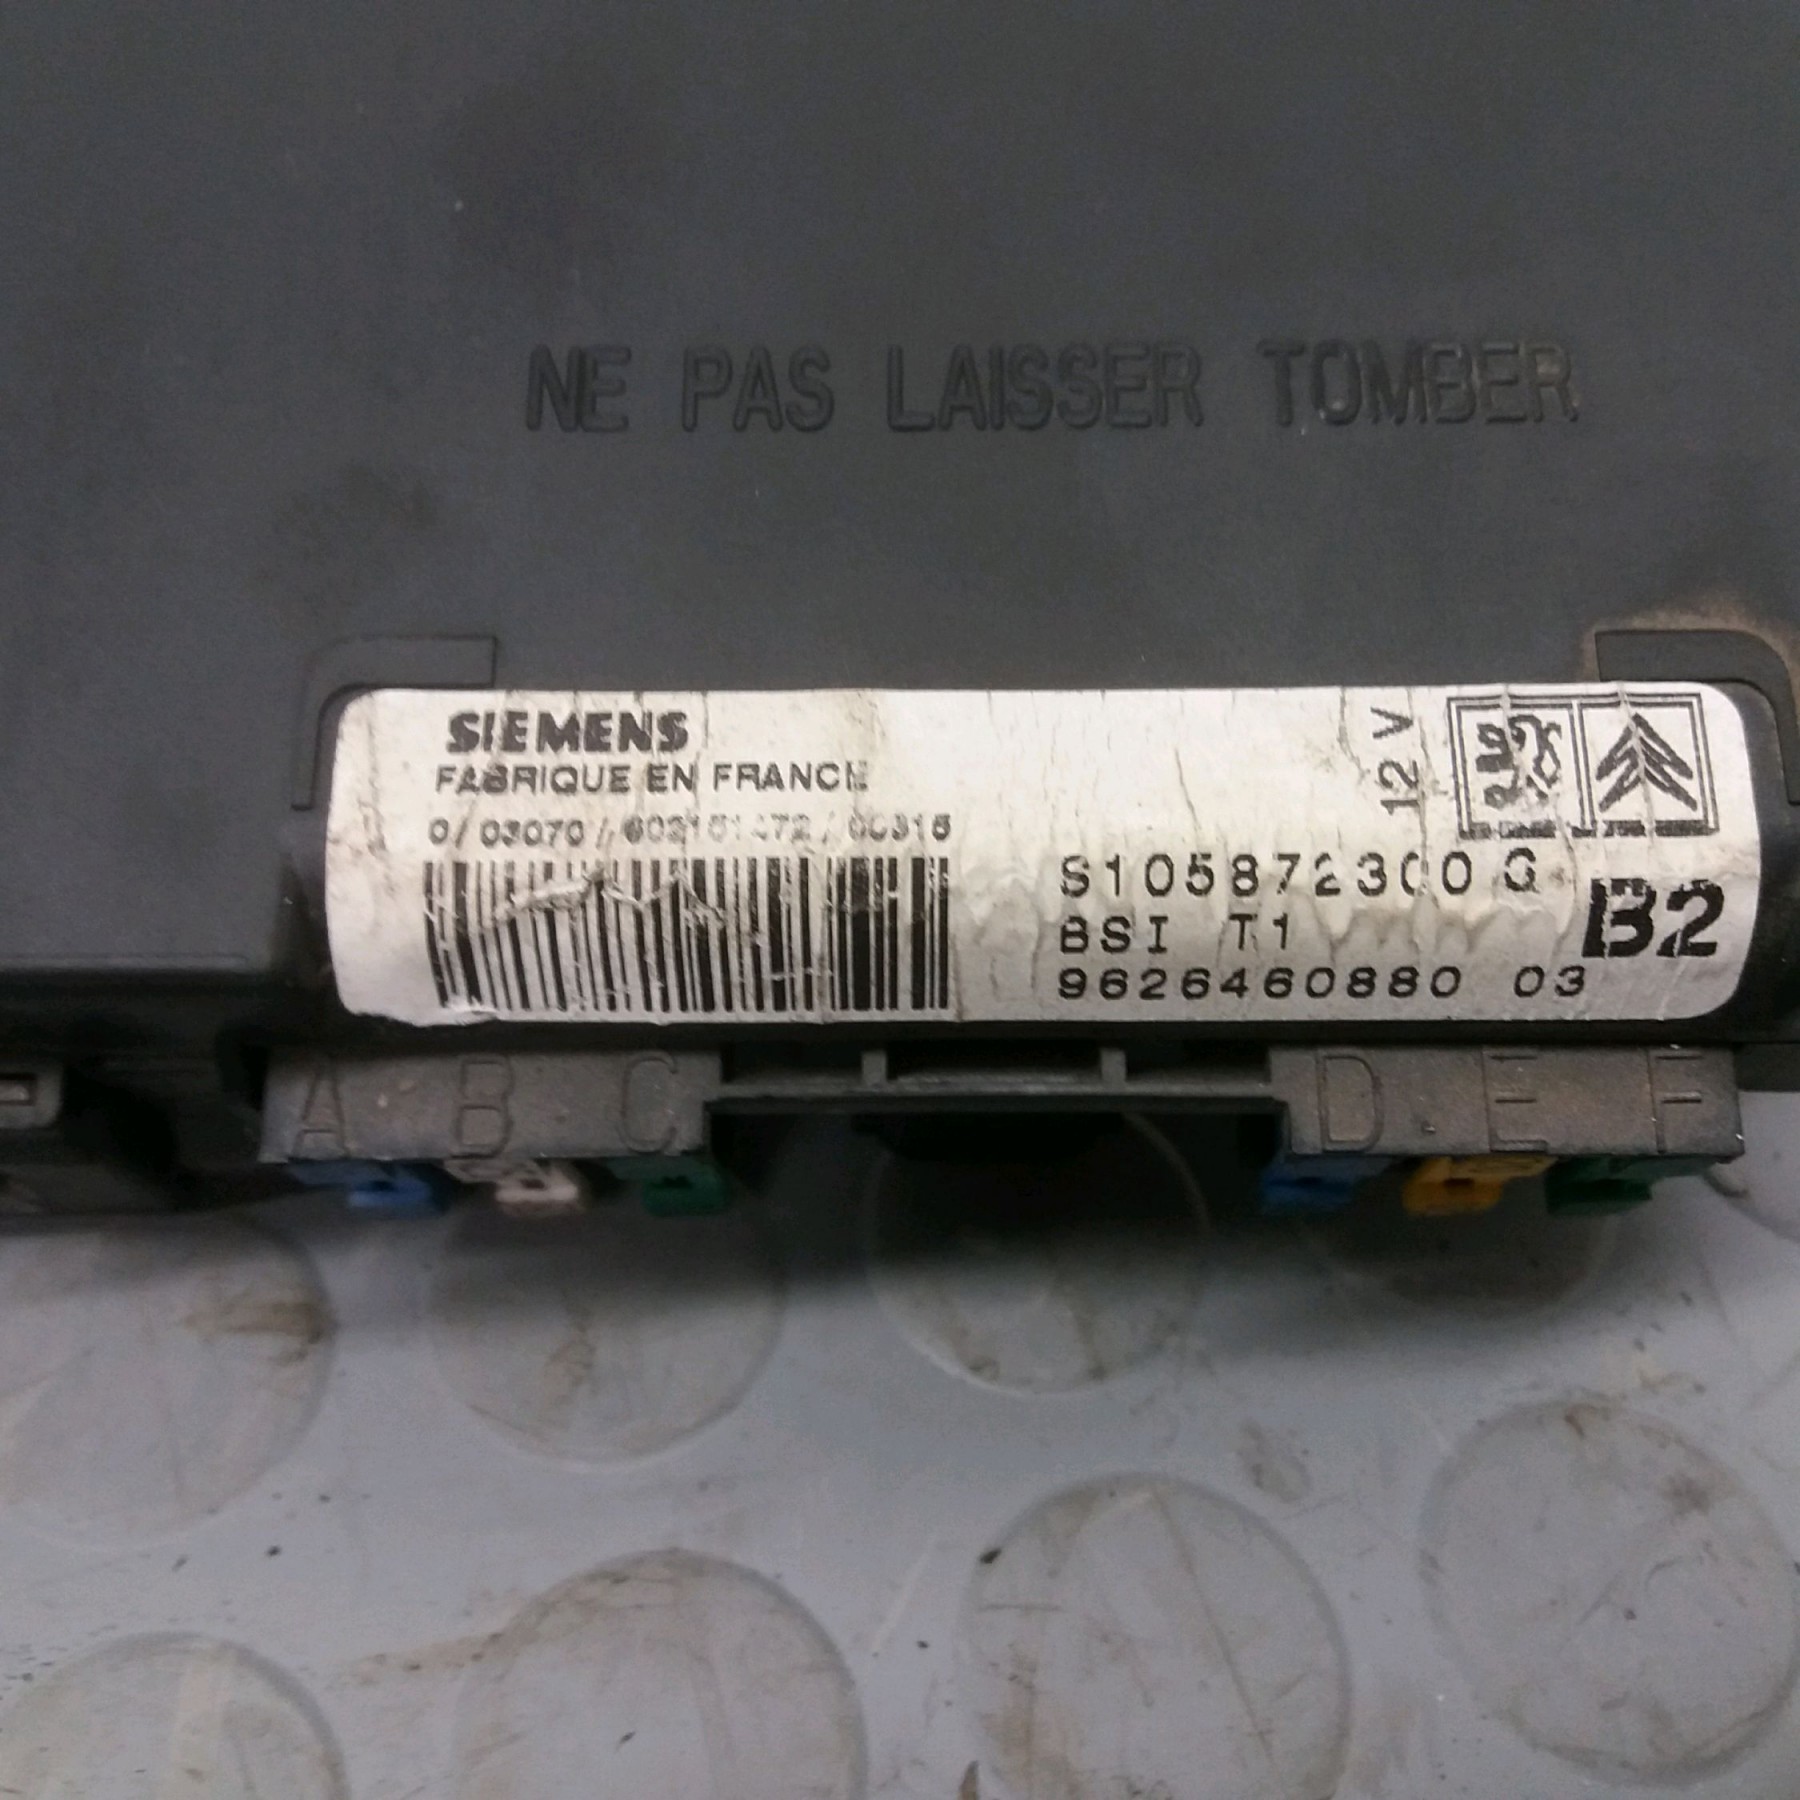 NE PAS LAISSER TOMBER
SIEMENS
FABRIQUE EN FRANCE
12 V
S105872300 G
BSI T1
B2
9626460880 03
A B C D E F